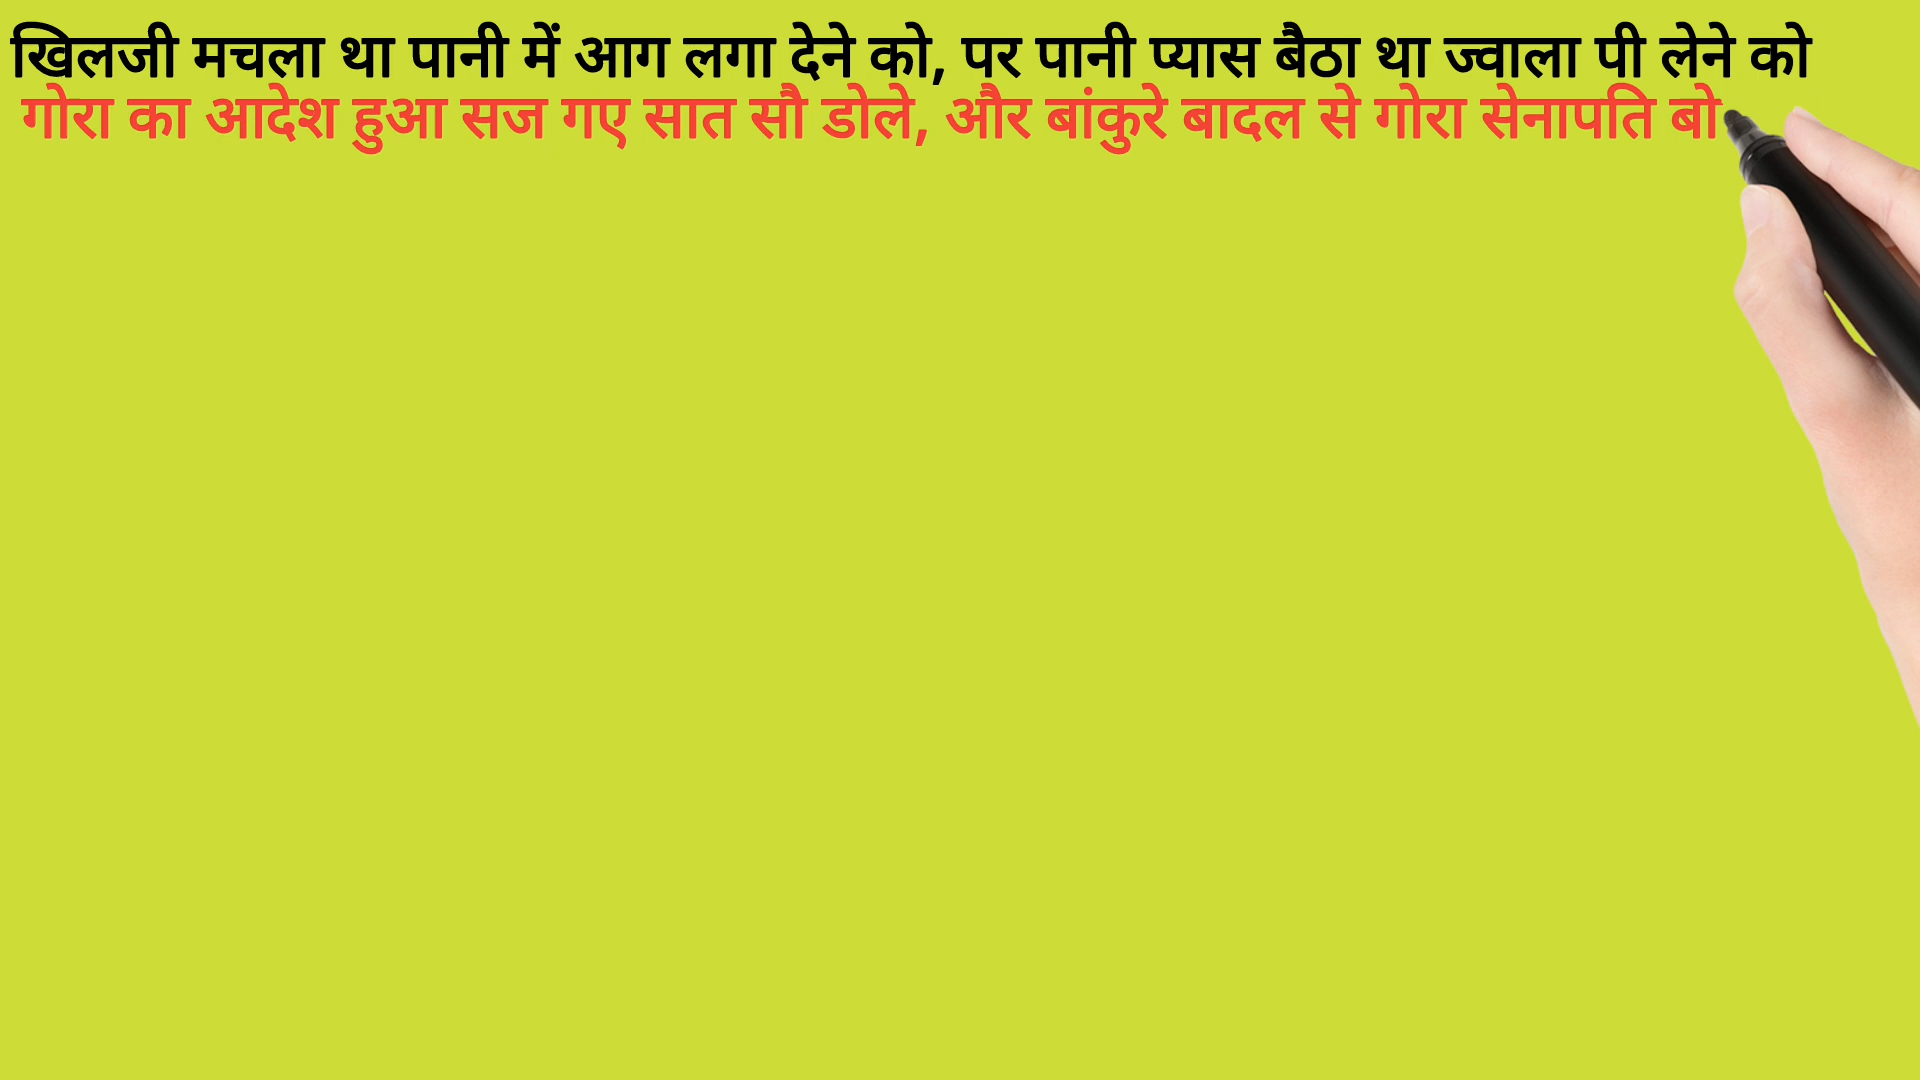 खिलजी मचला था पानी में आग लगा देने को, पर पानी प्यास बैठा था ज्वाला पी लेने को
गोरा का आदेश हुआ सज गए सात सौ डोले, और बांकुरे बादल से गोरा सेनापति बो